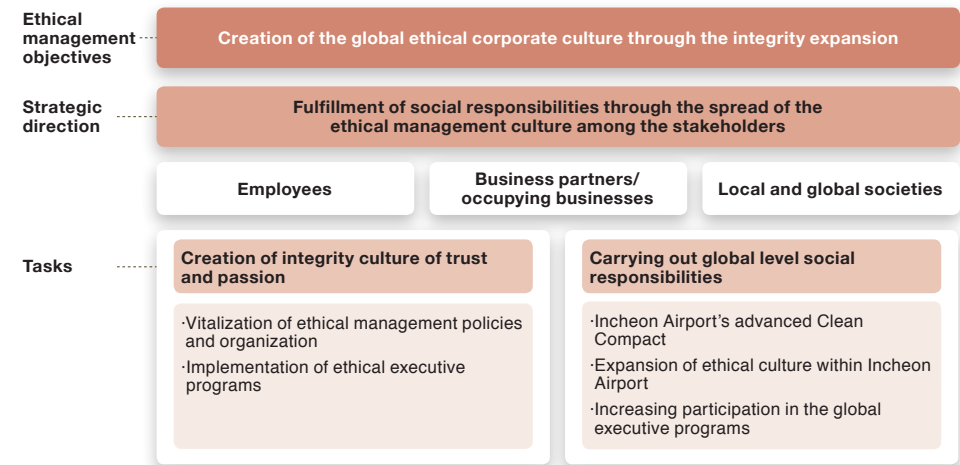 Ethical
management
objectives
Creation of the global ethical corporate culture through the integrity expansion
Strategic
direction
Fulfillment of social responsibilities through the spread of the
ethical management culture among the stakeholders
Employees
Business partners/
occupying businesses
Local and global societies
Tasks
Creation of integrity culture of trust
and passion
·Vitalization of ethical management policies
and organization
·Implementation of ethical executive
programs
Carrying out global level social
responsibilities
·Incheon Airport's advanced Clean
Compact
·Expansion of ethical culture within Incheon
Airport
·Increasing participation in the global
executive programs